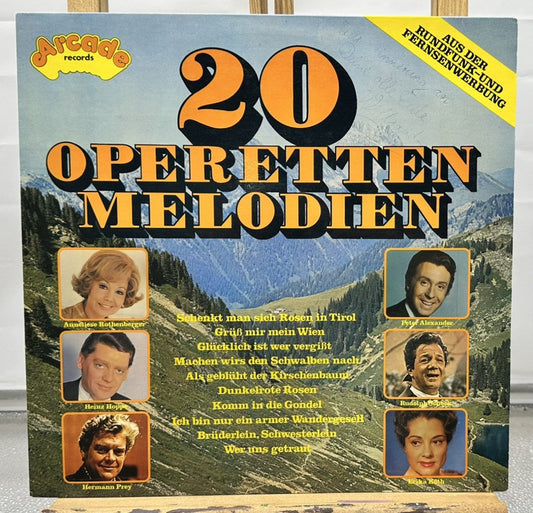 Arcade
records
AUS DER
RUNDFUNK-UND
FERNSEHWERBUNG
20
OPERETTEN
MELODIEN
Anneliese Rothenberger
Heinz Hoppe
Hermann Prey
Schenkt man sich Rosen in Tirol
Grüß mir mein Wien
Glücklich ist wer vergißt
Machen wirs den Schwalben nach
Als geblüht der Kirschenbaum
Dunkelrote Rosen
Komm in die Gondel
Ich bin nur ein armer Wandergesell
Brüderlein, Schwesterlein
Wer uns getraut
Peter Alexander
Rudolf
Erika Köth